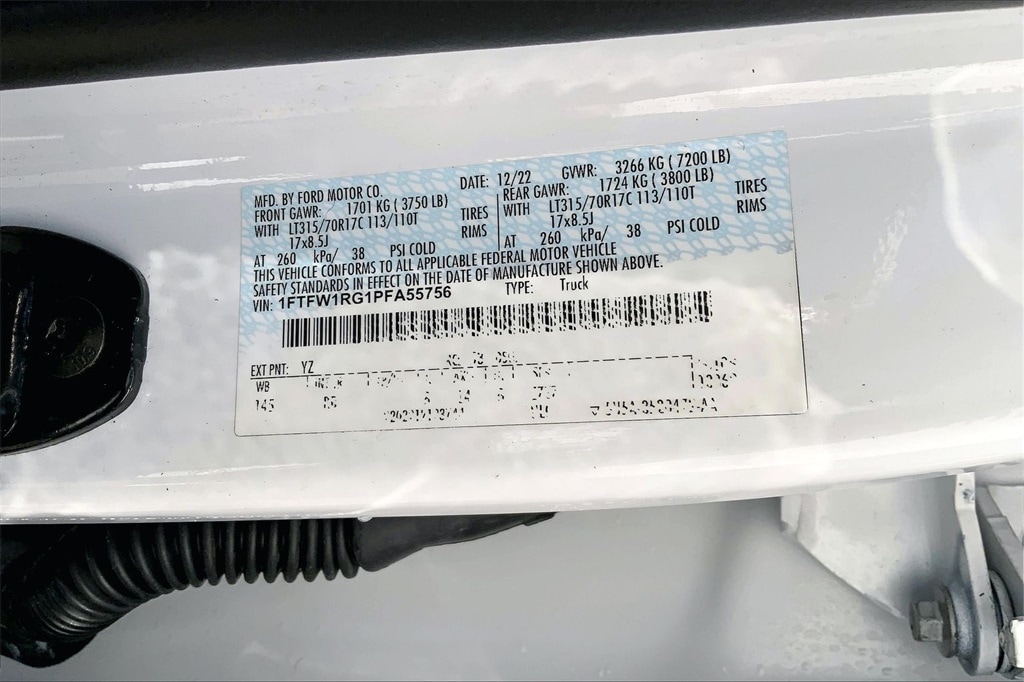 MFD. BY FORD MOTOR CO. DATE: 12/22 GVWR: 3266 KG ( 7200 LB)
FRONT GAWR: 1701 KG ( 3750 LB) REAR GAWR: 1724 KG ( 3800 LB)
WITH LT315/70R17C 113/110T TIRES WITH LT315/70R17C 113/110T TIRES
17x8.5J RIMS 17x8.5J RIMS
AT 260 kPa/ 38 PSI COLD AT 260 kPa/ 38 PSI COLD
THIS VEHICLE CONFORMS TO ALL APPLICABLE FEDERAL MOTOR VEHICLE
SAFETY STANDARDS IN EFFECT ON THE DATE OF MANUFACTURE SHOWN ABOVE.
VIN: 1FTFW1RG1PFA55756 TYPE: Truck
EXT PNT: YZ
WB
145